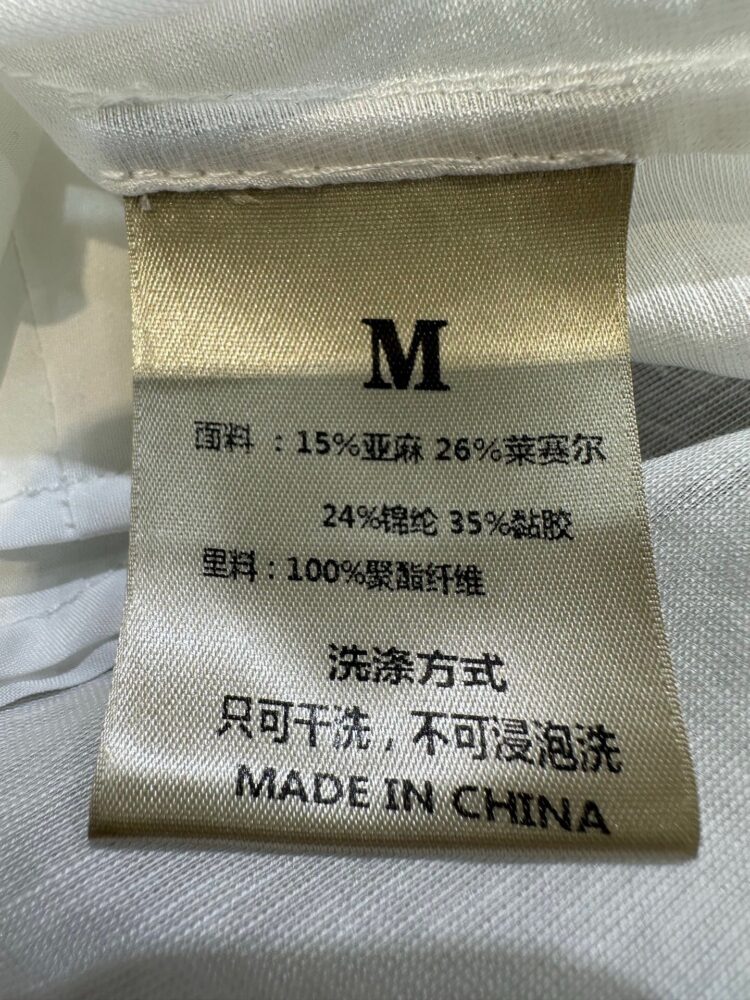 M
面料：15%亚麻 26%莱赛尔
24%锦纶 35%黏胶
里料：100%聚酯纤维
洗涤方式
只可干洗，不可浸泡洗
MADE IN CHINA